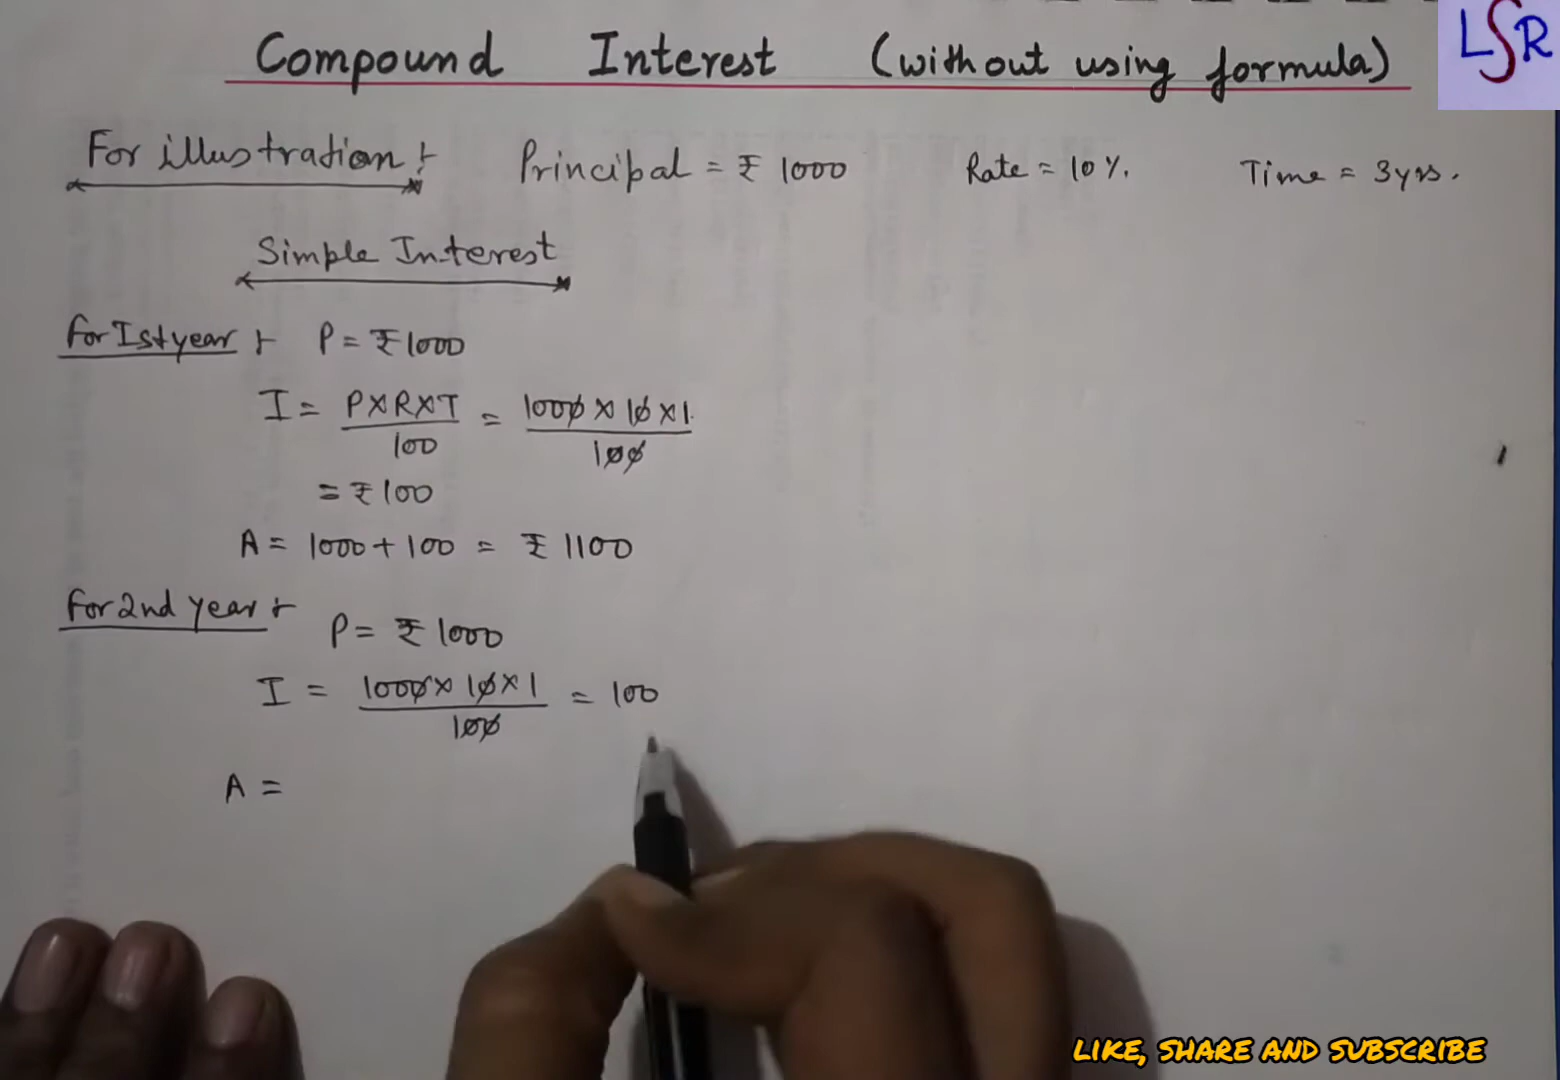 Compound Interest (without using formula)
LSR
For illustration :- Principal = ₹ 1000 Rate = 10%. Time = 3yrs.
Simple Interest
For Ist year :- P = ₹ 1000
I = P×R×T / 100 = 1000 × 10 × 1 / 100
= ₹ 100
A = 1000 + 100 = ₹ 1100
For 2nd year :- P = ₹ 1000
I = 1000 × 10 × 1 / 100 = 100
A =
LIKE, SHARE AND SUBSCRIBE